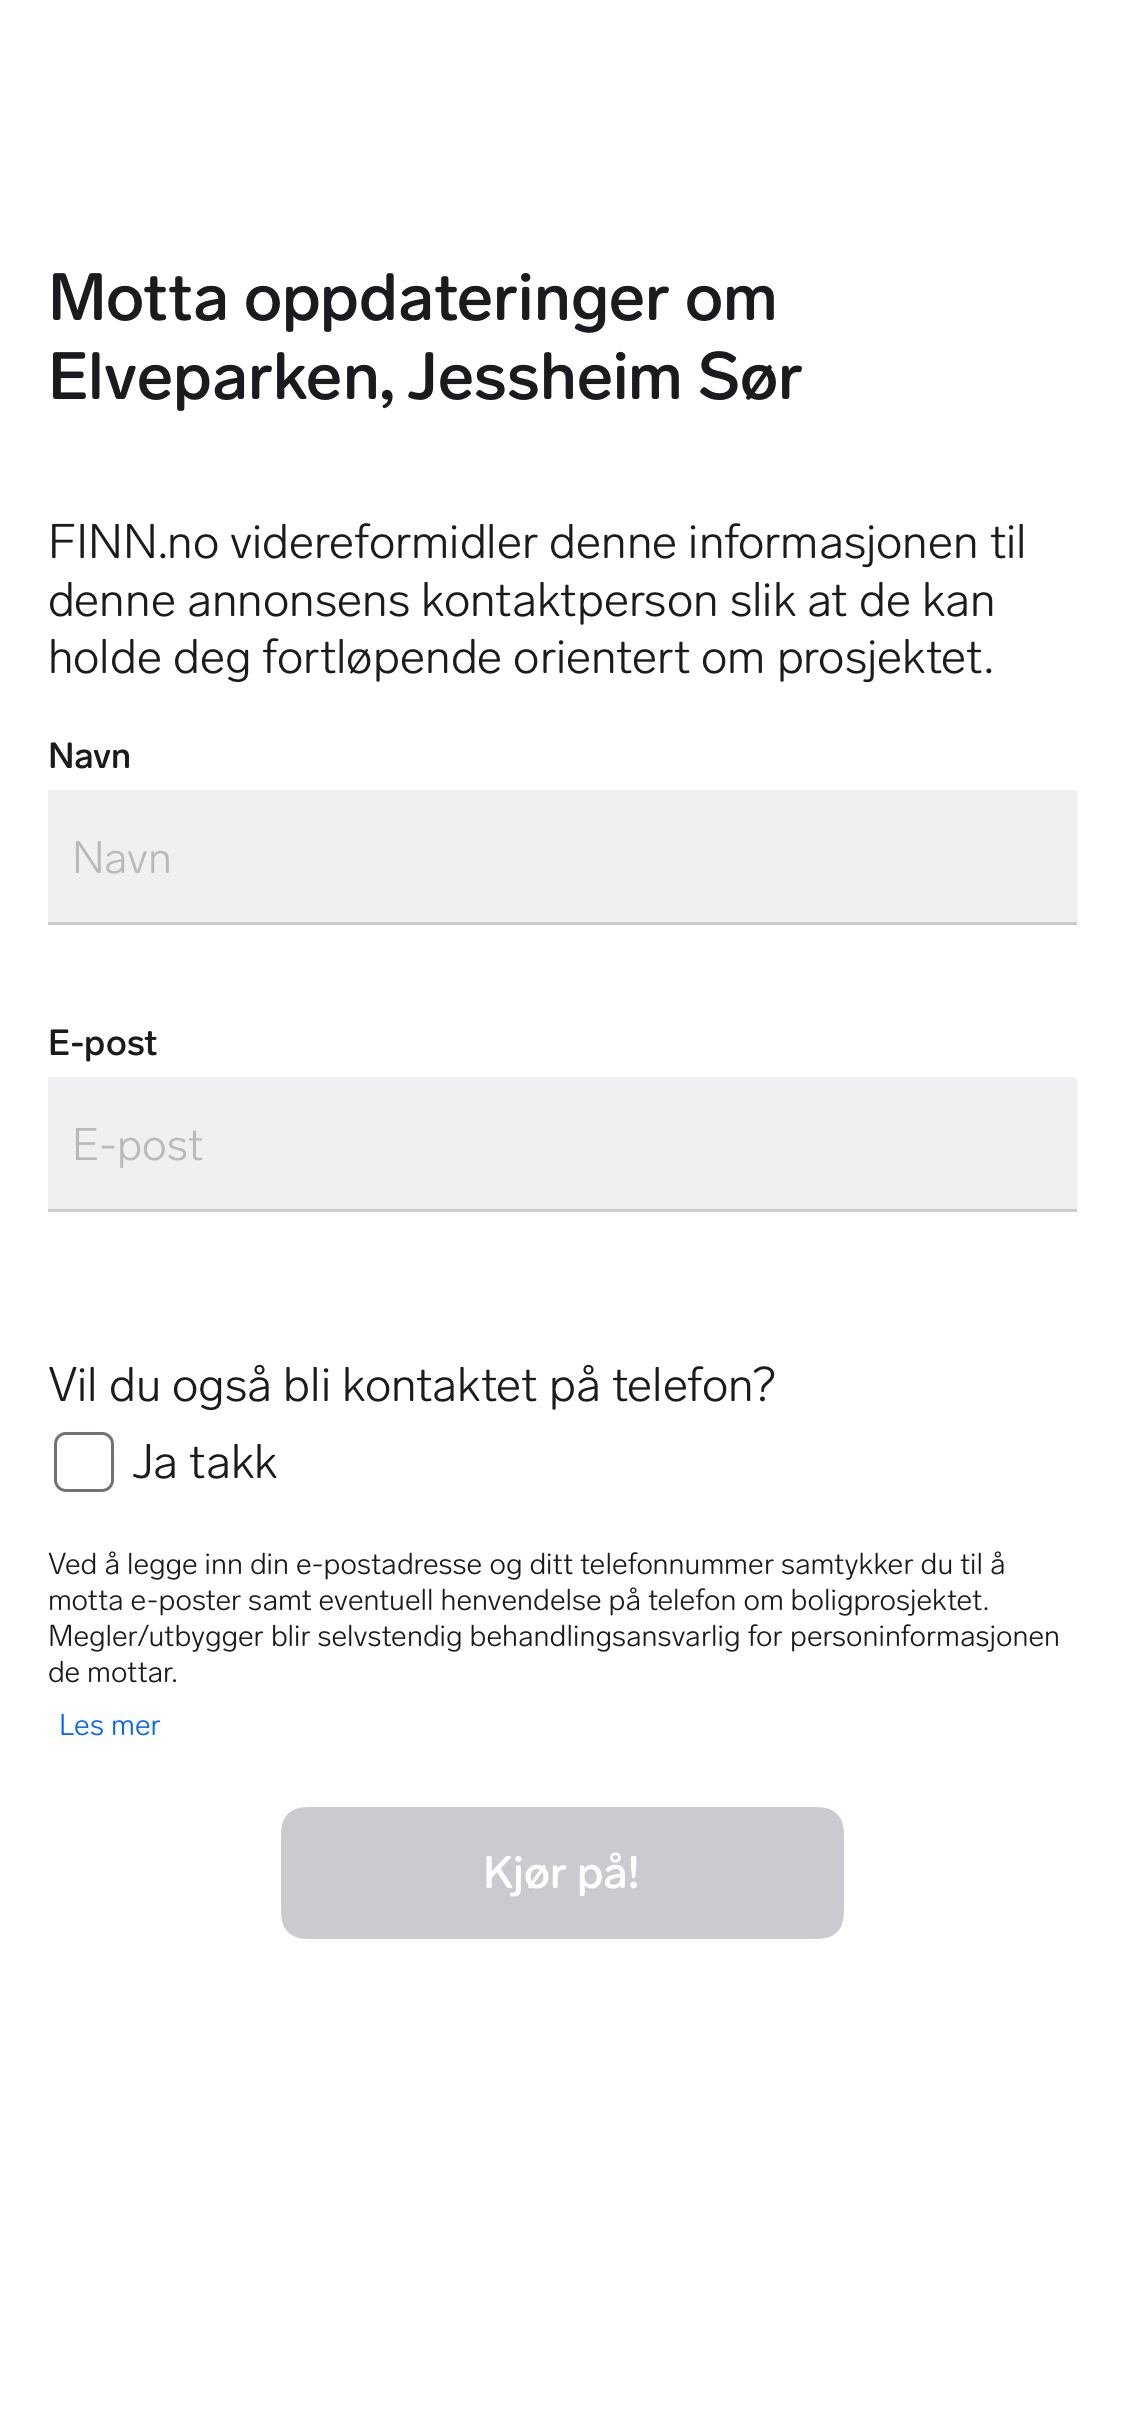 Motta oppdateringer om
Elveparken, Jessheim Sør
FINN.no videreformidler denne informasjonen til
denne annonsens kontaktperson slik at de kan
holde deg fortløpende orientert om prosjektet.
Navn
Navn
E-post
E-post
Vil du også bli kontaktet på telefon?
Ja takk
Ved å legge inn din e-postadresse og ditt telefonnummer samtykker du til å
motta e-poster samt eventuell henvendelse på telefon om boligprosjektet.
Megler/utbygger blir selvstendig behandlingsansvarlig for personinformasjonen
de mottar.
Les mer
Kjør på!